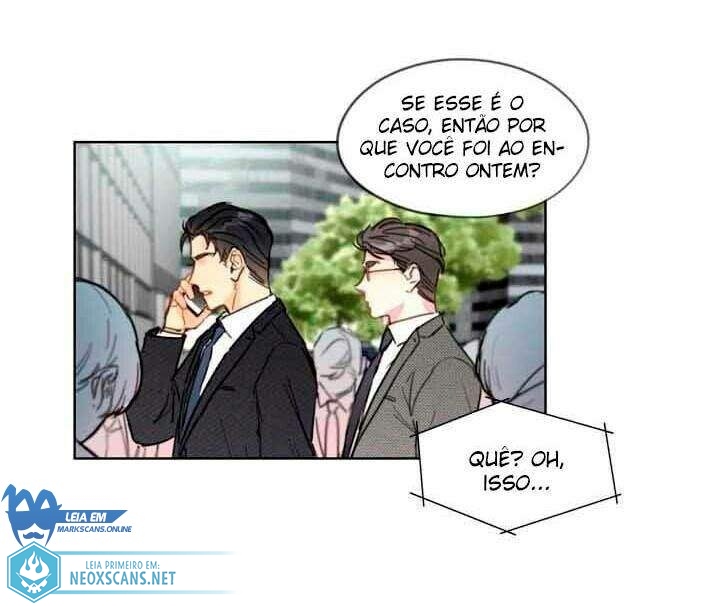 SE ESSE É O
CASO, ENTÃO POR
QUE VOCÊ FOI AO EN-
CONTRO ONTEM?
QUÊ? OH,
ISSO...
LEIA EM
MARKSCANS.ONLINE
LEIA PRIMEIRO EM:
NEOXSCANS.NET